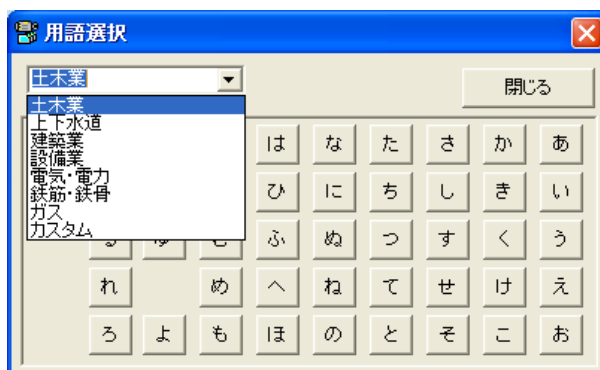 用語選択
土木業
閉じる
土木業
上下水道
建築業
設備業
電気・電力
鉄筋・鉄骨
ガス
カスタム
は な た さ か あ
ひ に ち し き い
る ゆ む ふ ぬ つ す く う
れ め へ ね て せ け え
ろ よ も ほ の と そ こ お